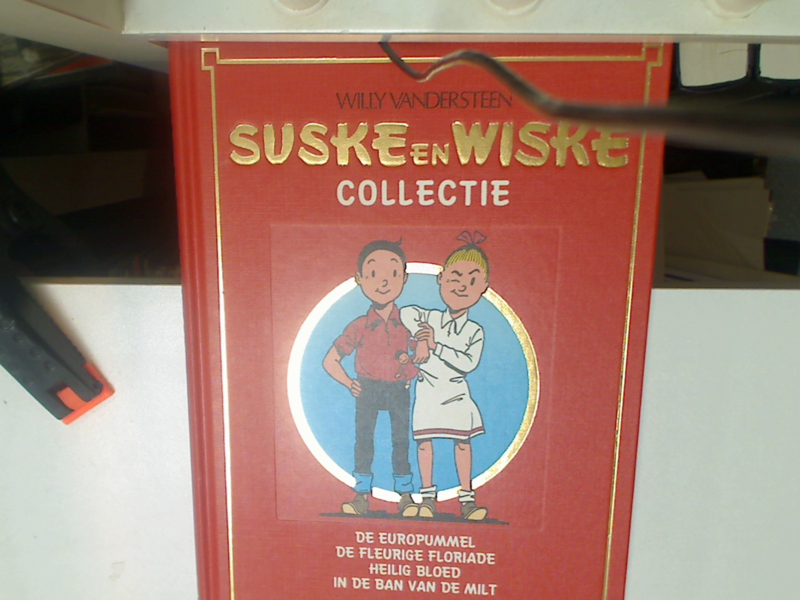 WILLY VANDERSTEEN
SUSKE EN WISKE
COLLECTIE
DE EUROPUMMEL
DE FLEURIGE FLORIADE
HEILIG BLOED
IN DE BAN VAN DE MILT